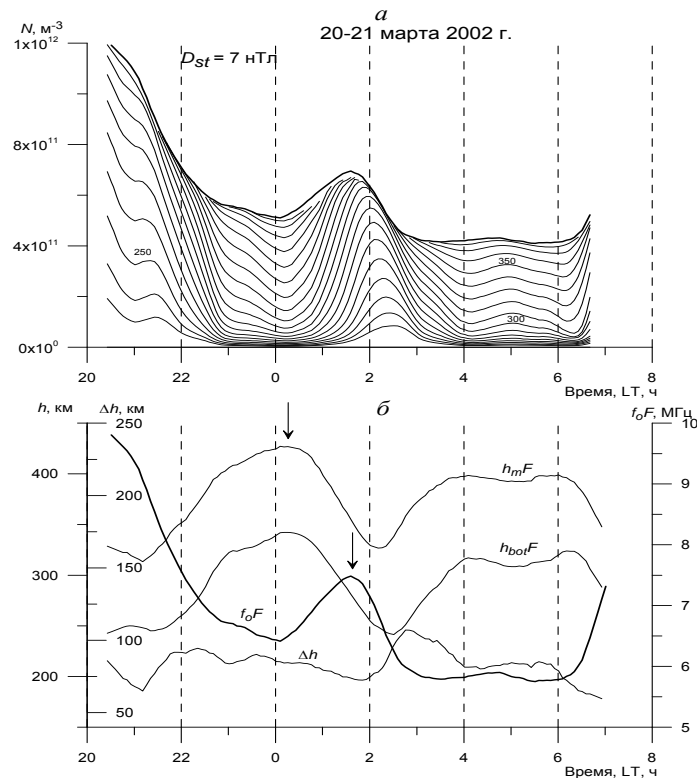 а
20-21 марта 2002 г.
N, м⁻³
1x10¹²
Dst = 7 нТл
8x10¹¹
4x10¹¹
250
350
300
0x10⁰
20 22 0 2 4 6 8
Время, LT, ч
б
h, км Δh, км foF, МГц
250 10
400 200 9
hmF
150 8
300 hbotF
foF 7
100
Δh 6
200
50
5
20 22 0 2 4 6 8
Время, LT, ч